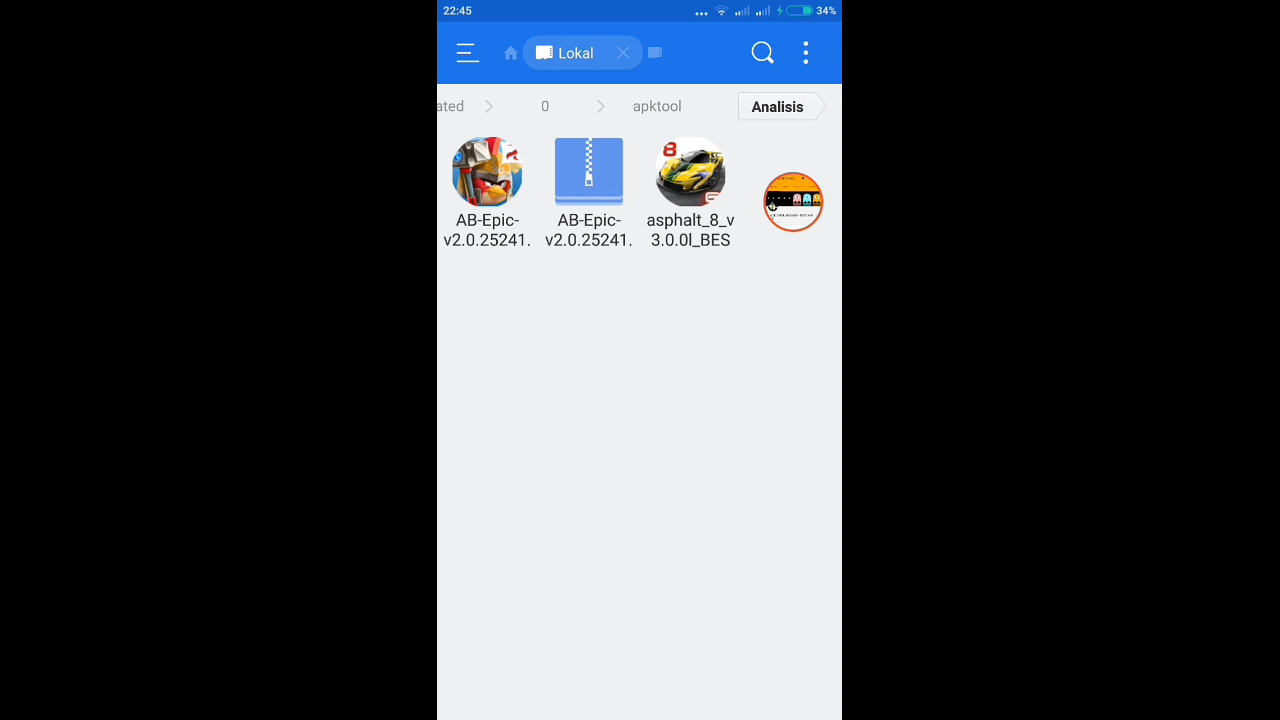 22:45
34%
Lokal
ated
0
apktool
Analisis
AB-Epic-
v2.0.25241.
AB-Epic-
v2.0.25241.
asphalt_8_v
3.0.0l_BES